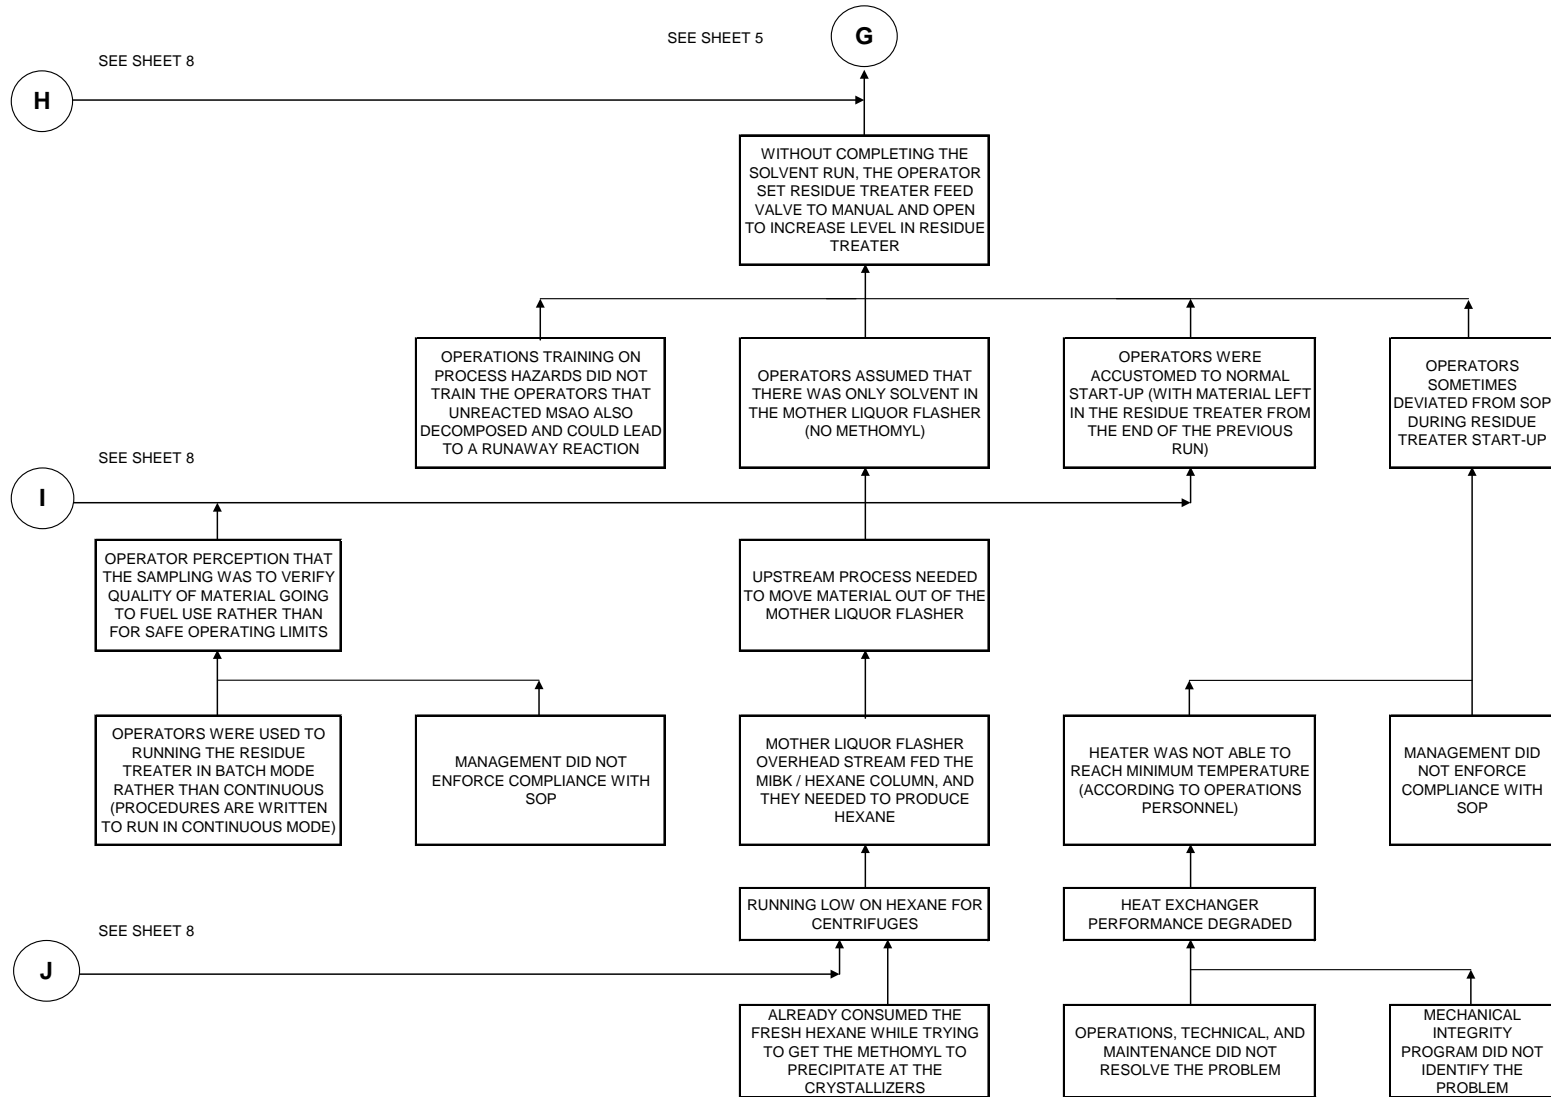 SEE SHEET 5
G
SEE SHEET 8
H
WITHOUT COMPLETING THE
SOLVENT RUN, THE OPERATOR
SET RESIDUE TREATER FEED
VALVE TO MANUAL AND OPEN
TO INCREASE LEVEL IN RESIDUE
TREATER
OPERATIONS TRAINING ON
PROCESS HAZARDS DID NOT
TRAIN THE OPERATORS THAT
UNREACTED MSAO ALSO
DECOMPOSED AND COULD LEAD
TO A RUNAWAY REACTION
OPERATORS ASSUMED THAT
THERE WAS ONLY SOLVENT IN
THE MOTHER LIQUOR FLASHER
(NO METHOMYL)
OPERATORS WERE
ACCUSTOMED TO NORMAL
START-UP (WITH MATERIAL LEFT
IN THE RESIDUE TREATER FROM
THE END OF THE PREVIOUS
RUN)
OPERATORS
SOMETIMES
DEVIATED FROM SOP
DURING RESIDUE
TREATER START-UP
SEE SHEET 8
I
OPERATOR PERCEPTION THAT
THE SAMPLING WAS TO VERIFY
QUALITY OF MATERIAL GOING
TO FUEL USE RATHER THAN
FOR SAFE OPERATING LIMITS
UPSTREAM PROCESS NEEDED
TO MOVE MATERIAL OUT OF THE
MOTHER LIQUOR FLASHER
OPERATORS WERE USED TO
RUNNING THE RESIDUE
TREATER IN BATCH MODE
RATHER THAN CONTINUOUS
(PROCEDURES ARE WRITTEN
TO RUN IN CONTINUOUS MODE)
MANAGEMENT DID NOT
ENFORCE COMPLIANCE WITH
SOP
MOTHER LIQUOR FLASHER
OVERHEAD STREAM FED THE
MIBK / HEXANE COLUMN, AND
THEY NEEDED TO PRODUCE
HEXANE
HEATER WAS NOT ABLE TO
REACH MINIMUM TEMPERATURE
(ACCORDING TO OPERATIONS
PERSONNEL)
MANAGEMENT DID
NOT ENFORCE
COMPLIANCE WITH
SOP
RUNNING LOW ON HEXANE FOR
CENTRIFUGES
HEAT EXCHANGER
PERFORMANCE DEGRADED
SEE SHEET 8
J
ALREADY CONSUMED THE
FRESH HEXANE WHILE TRYING
TO GET THE METHOMYL TO
PRECIPITATE AT THE
CRYSTALLIZERS
OPERATIONS, TECHNICAL, AND
MAINTENANCE DID NOT
RESOLVE THE PROBLEM
MECHANICAL
INTEGRITY
PROGRAM DID NOT
IDENTIFY THE
PROBLEM